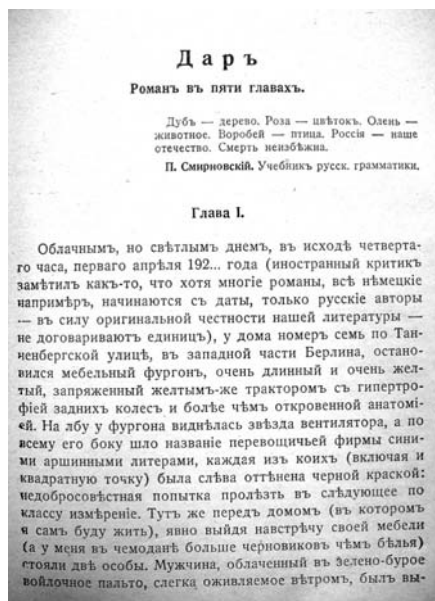 Даръ
Романъ въ пяти главахъ.
Дубъ — дерево. Роза — цвѣтокъ. Олень —
животное. Воробей — птица. Россія — наше
отечество. Смерть неизбѣжна.
П. Смирновскій. Учебникъ русск. грамматики.
Глава I.
Облачнымъ, но свѣтлымъ днемъ, въ исходѣ четверта-
го часа, перваго апрѣля 192... года (иностранный критикъ
замѣтилъ какъ-то, что хотя многіе романы, всѣ нѣмецкіе
напримѣръ, начинаются съ даты, только русскіе авторы
— въ силу оригинальной честности нашей литературы —
не договариваютъ единицъ), у дома номеръ семь по Тан-
ненбергской улицѣ, въ западной части Берлина, остано-
вился мебельный фургонъ, очень длинный и очень жел-
тый, запряженный желтымъ-же тракторомъ съ гипертро-
фіей заднихъ колесъ и болѣе чѣмъ откровенной анатомі-
ей. На лбу у фургона виднѣлась звѣзда вентилятора, а по
всему его боку шло названіе перевощичьей фирмы сини-
ми аршинными литерами, каждая изъ коихъ (включая и
квадратную точку) была слѣва оттѣнена черной краской:
недобросовѣстная попытка пролѣзть въ слѣдующее по
классу измѣреніе. Тутъ же передъ домомъ (въ которомъ
я самъ буду жить), явно выйдя навстрѣчу своей мебели
(а у меня въ чемоданѣ больше черновиковъ чѣмъ бѣлья)
стояли двѣ особы. Мужчина, облаченный въ зелено-бурое
войлочное пальто, слегка оживляемое вѣтромъ, былъ вы-